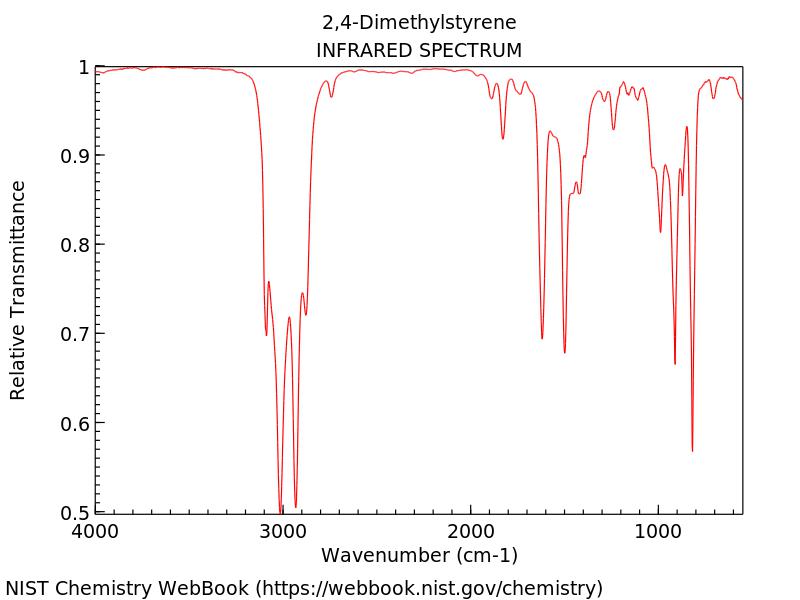 2,4-Dimethylstyrene
INFRARED SPECTRUM
1
0.9
0.8
0.7
0.6
0.5
Relative Transmittance
4000 3000 2000 1000
Wavenumber (cm-1)
NIST Chemistry WebBook (https://webbook.nist.gov/chemistry)